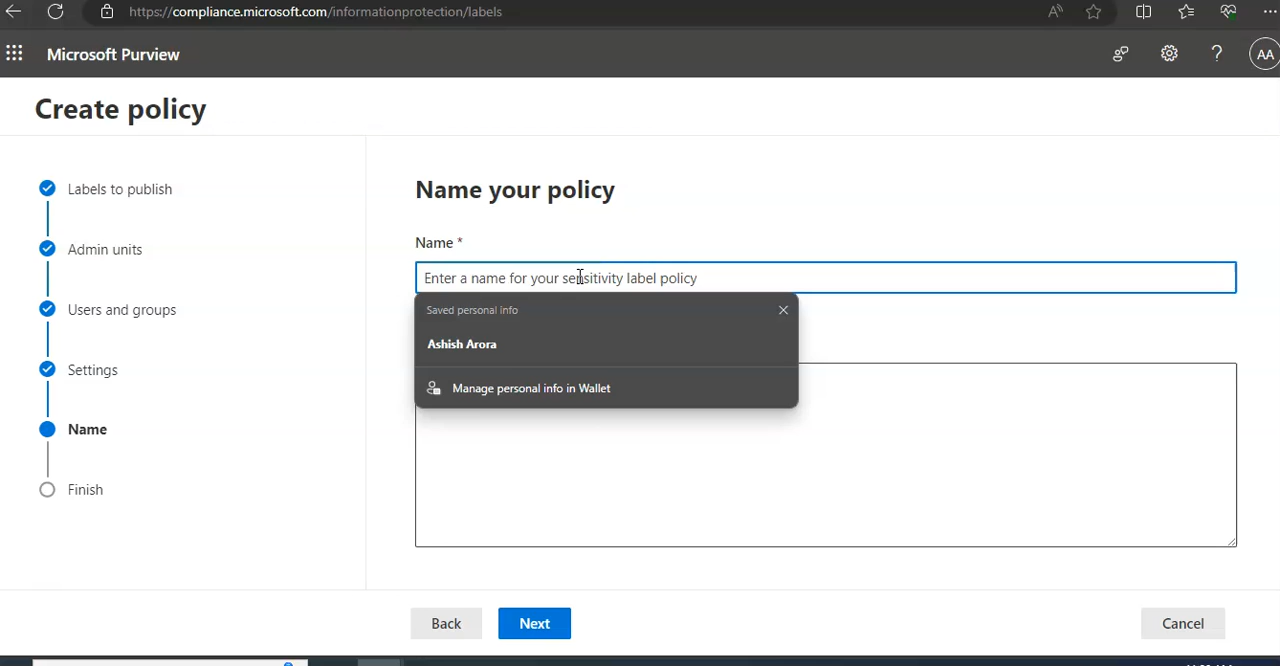 https://compliance.microsoft.com/informationprotection/labels
Microsoft Purview
AA
Create policy
Labels to publish
Admin units
Users and groups
Settings
Name
Finish
Name your policy
Name *
Enter a name for your sensitivity label policy
Saved personal info
Ashish Arora
Manage personal info in Wallet
Back
Next
Cancel